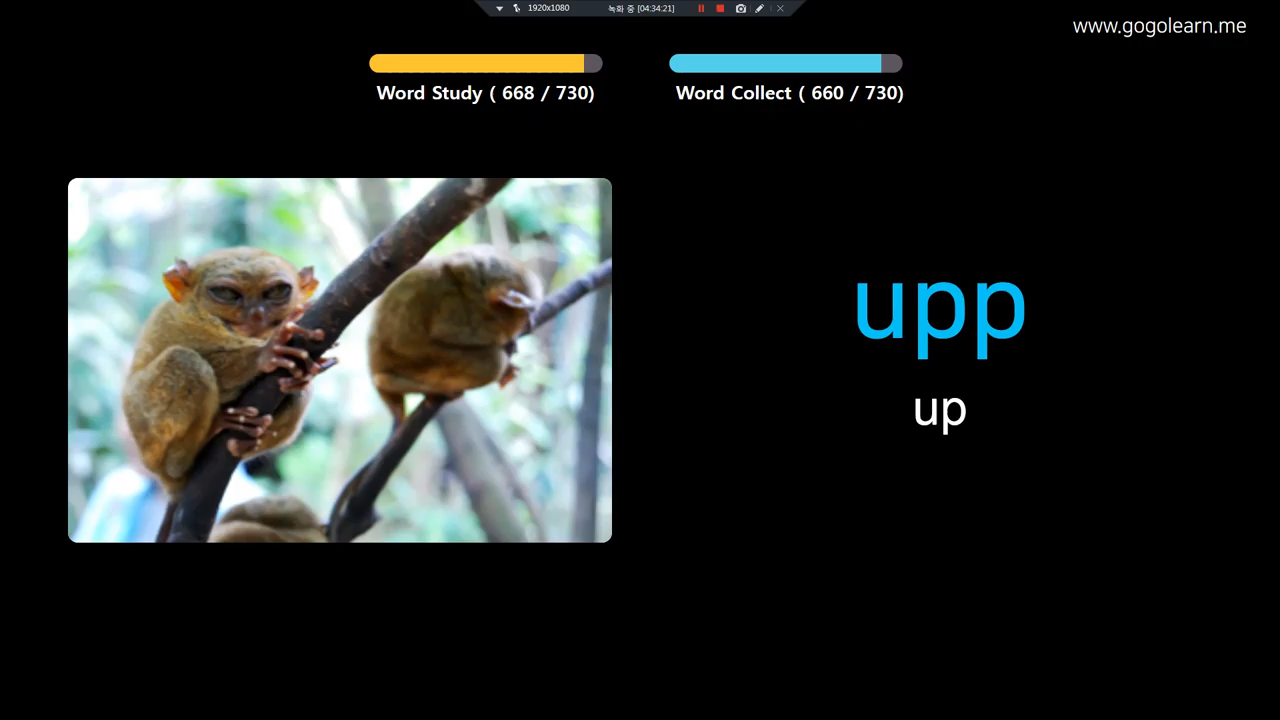 1920x1080 녹화 중 [04:34:21]
www.gogolearn.me
Word Study ( 668 / 730) Word Collect ( 660 / 730)
upp
up